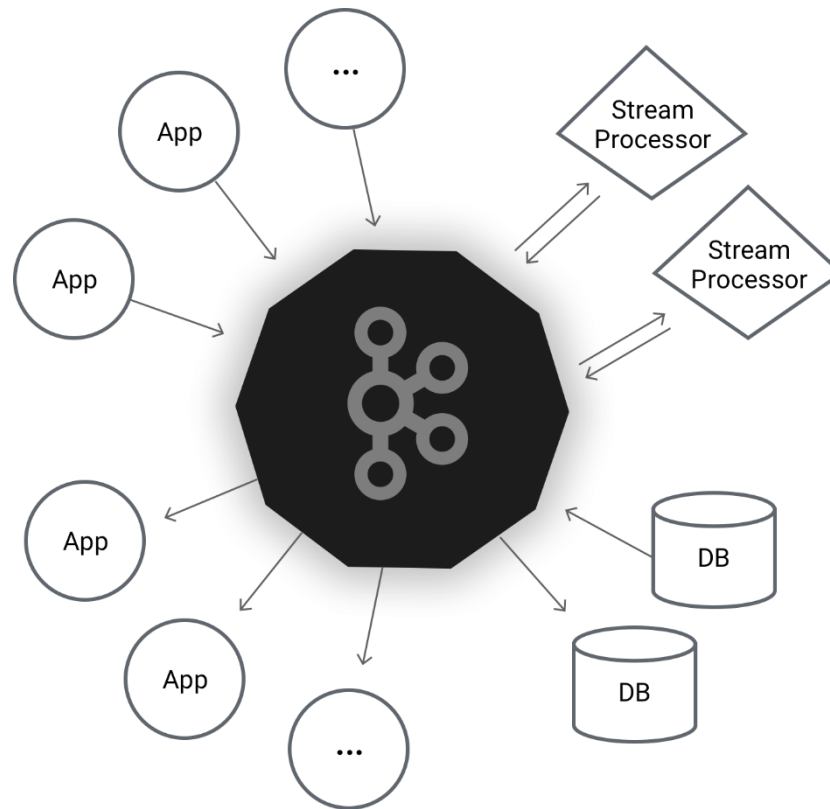 ...
App
App
Stream
Processor
Stream
Processor
App
App
...
DB
DB